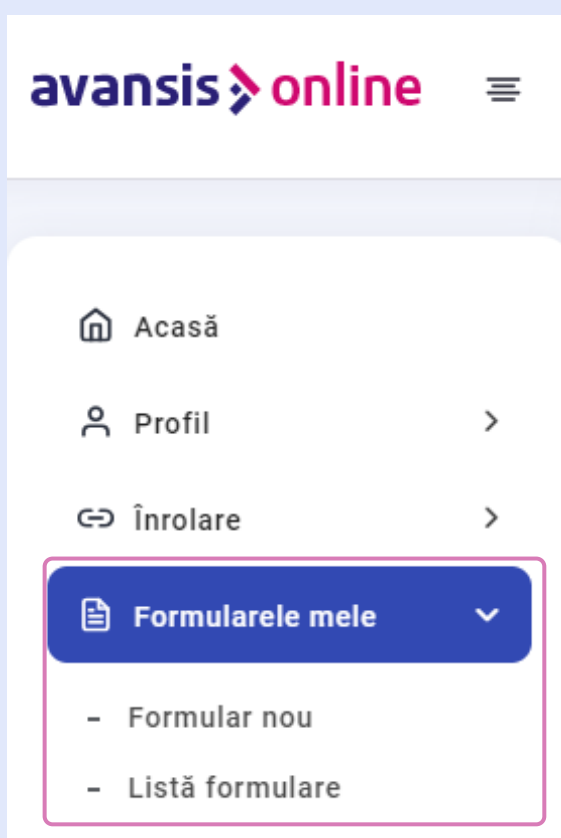 avansis online
Acasă
Profil
Înrolare
Formularele mele
- Formular nou
- Listă formulare